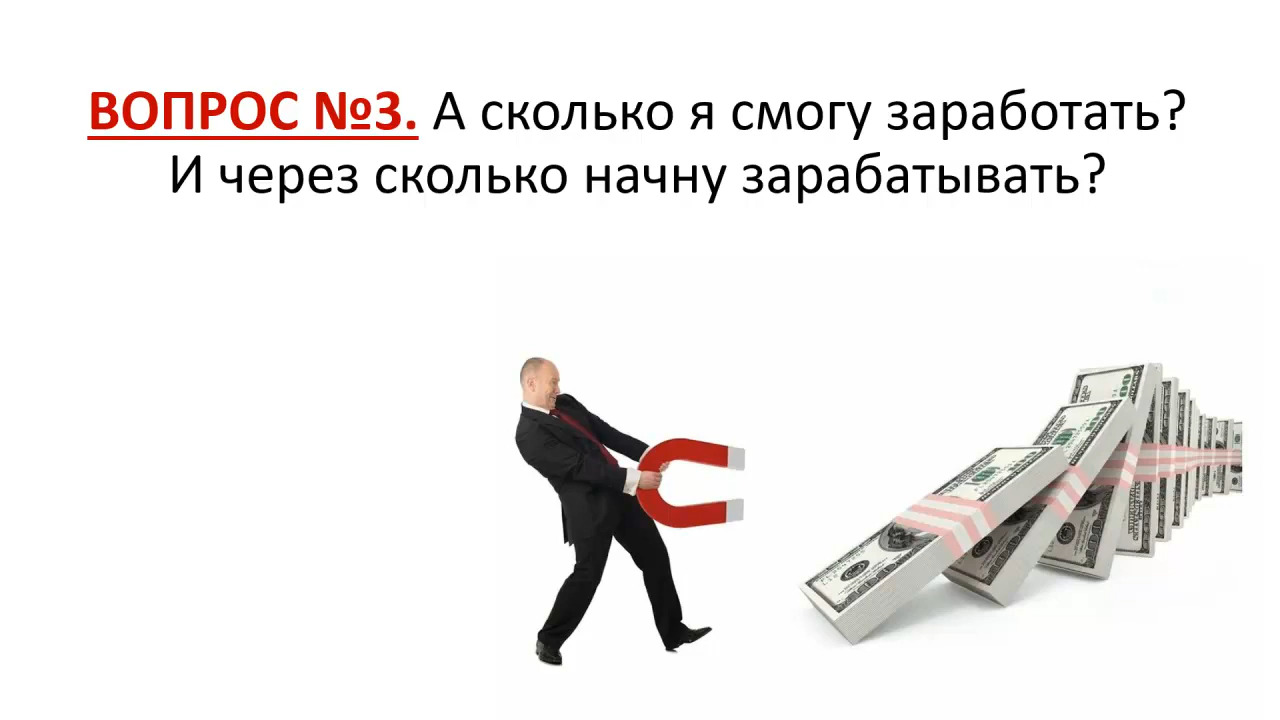 ВОПРОС №3. А сколько я смогу заработать?
И через сколько начну зарабатывать?